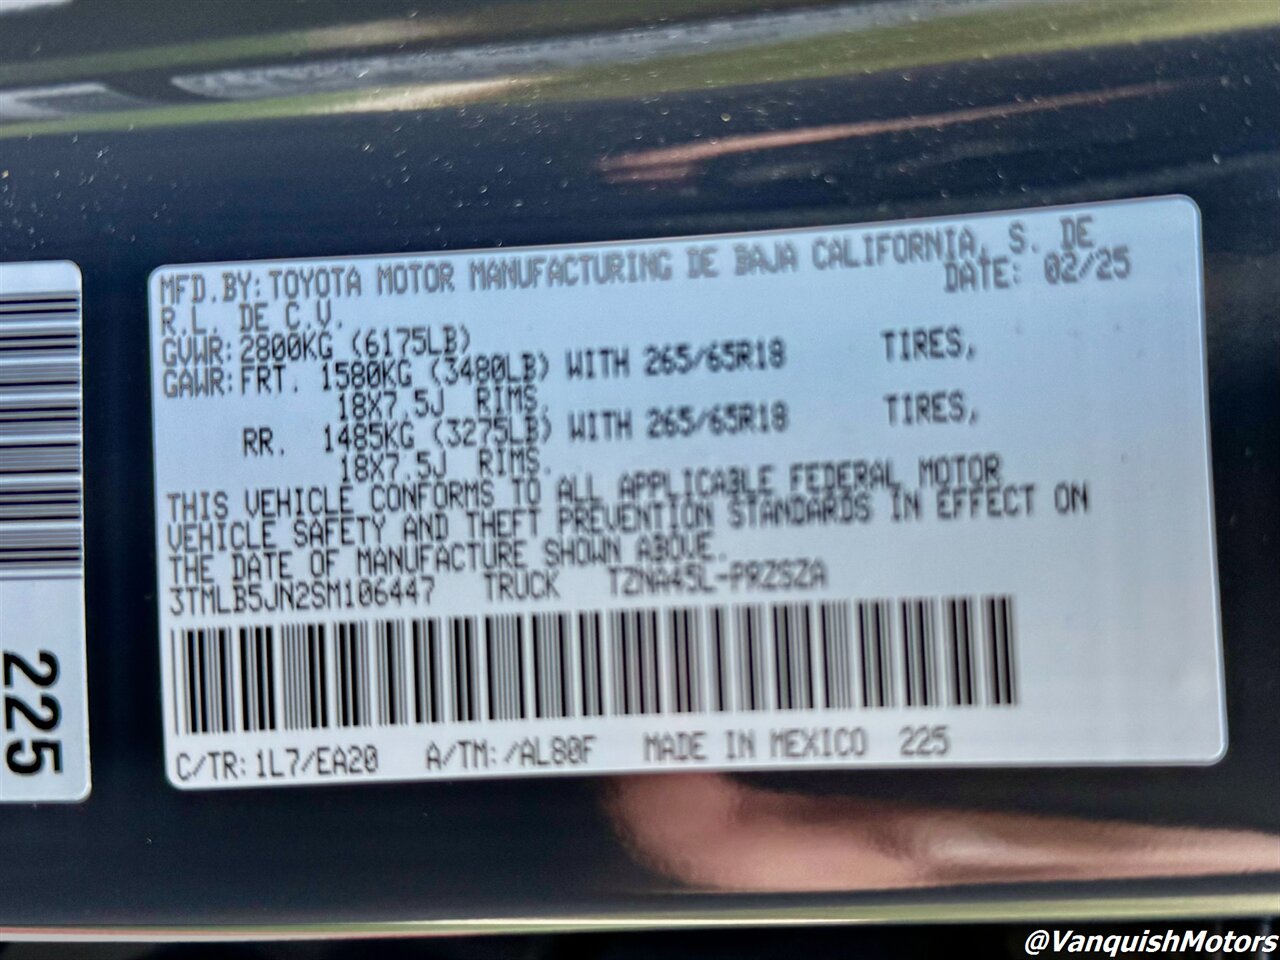 MFD.BY:TOYOTA MOTOR MANUFACTURING DE BAJA CALIFORNIA, S. DE
R.L. DE C.V. DATE: 02/25
GVWR:2800KG (6175LB)
GAWR:FRT. 1580KG (3480LB) WITH 265/65R18 TIRES,
18X7.5J RIMS.
RR. 1485KG (3275LB) WITH 265/65R18 TIRES,
18X7.5J RIMS.
THIS VEHICLE CONFORMS TO ALL APPLICABLE FEDERAL MOTOR
VEHICLE SAFETY AND THEFT PREVENTION STANDARDS IN EFFECT ON
THE DATE OF MANUFACTURE SHOWN ABOVE.
3TMLB5JN2SM106447 TRUCK TZNA45L-PRZSZA
C/TR:1L7/EA20 A/TM:/AL80F MADE IN MEXICO 225
225
@VanquishMotors